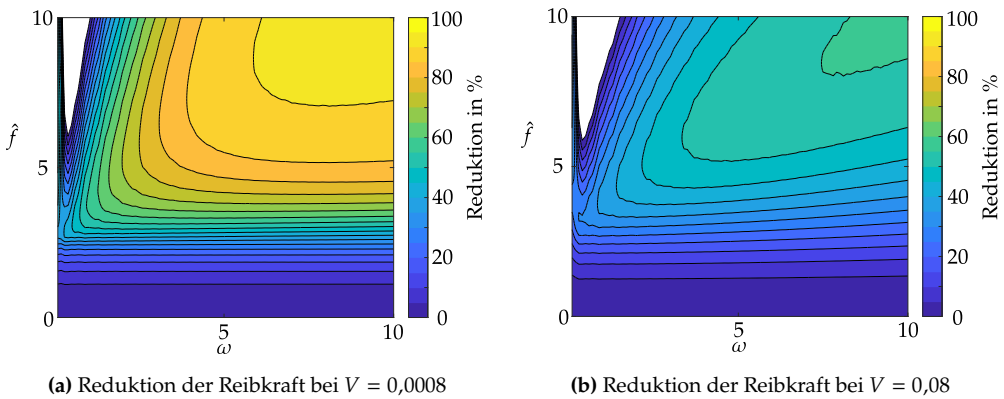 10
5
0
f̂
5
10
ω
100
80
60
40
20
0
Reduktion in %
(a) Reduktion der Reibkraft bei V = 0,0008
10
5
0
f̂
5
10
ω
100
80
60
40
20
0
Reduktion in %
(b) Reduktion der Reibkraft bei V = 0,08